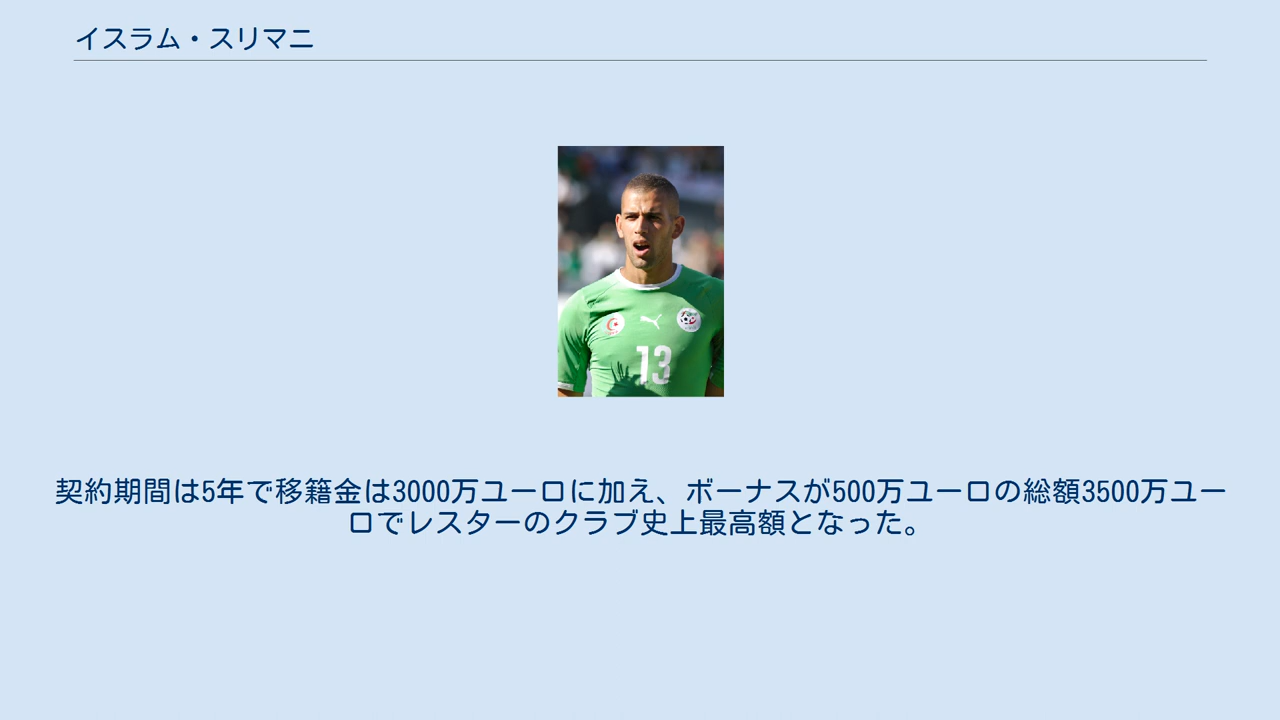 イスラム・スリマニ
13
契約期間は5年で移籍金は3000万ユーロに加え、ボーナスが500万ユーロの総額3500万ユー
ロでレスターのクラブ史上最高額となった。